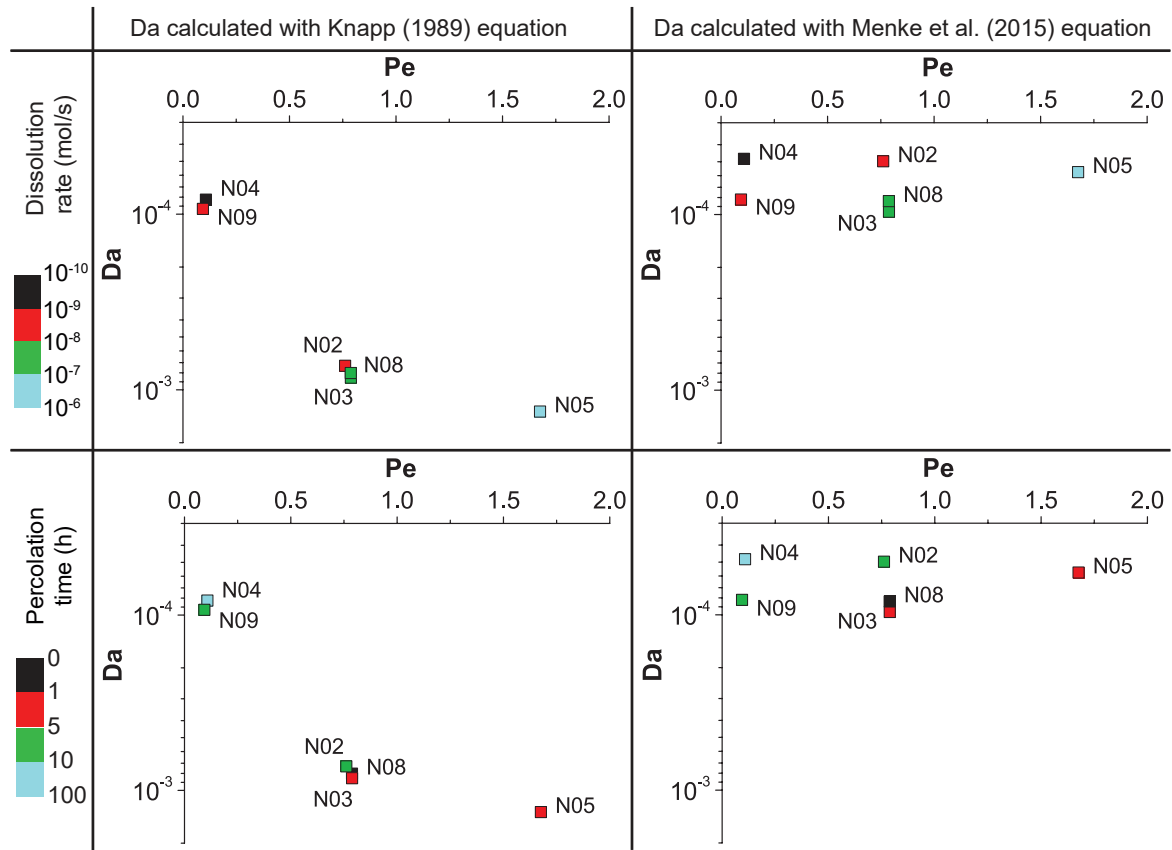 Da calculated with Knapp (1989) equation
Da calculated with Menke et al. (2015) equation
Dissolution
rate (mol/s)
10⁻¹⁰
10⁻⁹
10⁻⁸
10⁻⁷
10⁻⁶
Pe
0.0 0.5 1.0 1.5 2.0
Da
10⁻⁴
10⁻³
N04
N09
N02
N08
N03
N05
Pe
0.0 0.5 1.0 1.5 2.0
Da
10⁻⁴
10⁻³
N04
N02
N05
N09
N08
N03
Percolation
time (h)
0
1
5
10
100
Pe
0.0 0.5 1.0 1.5 2.0
Da
10⁻⁴
10⁻³
N04
N09
N02
N08
N03
N05
Pe
0.0 0.5 1.0 1.5 2.0
Da
10⁻⁴
10⁻³
N04
N02
N05
N09
N08
N03